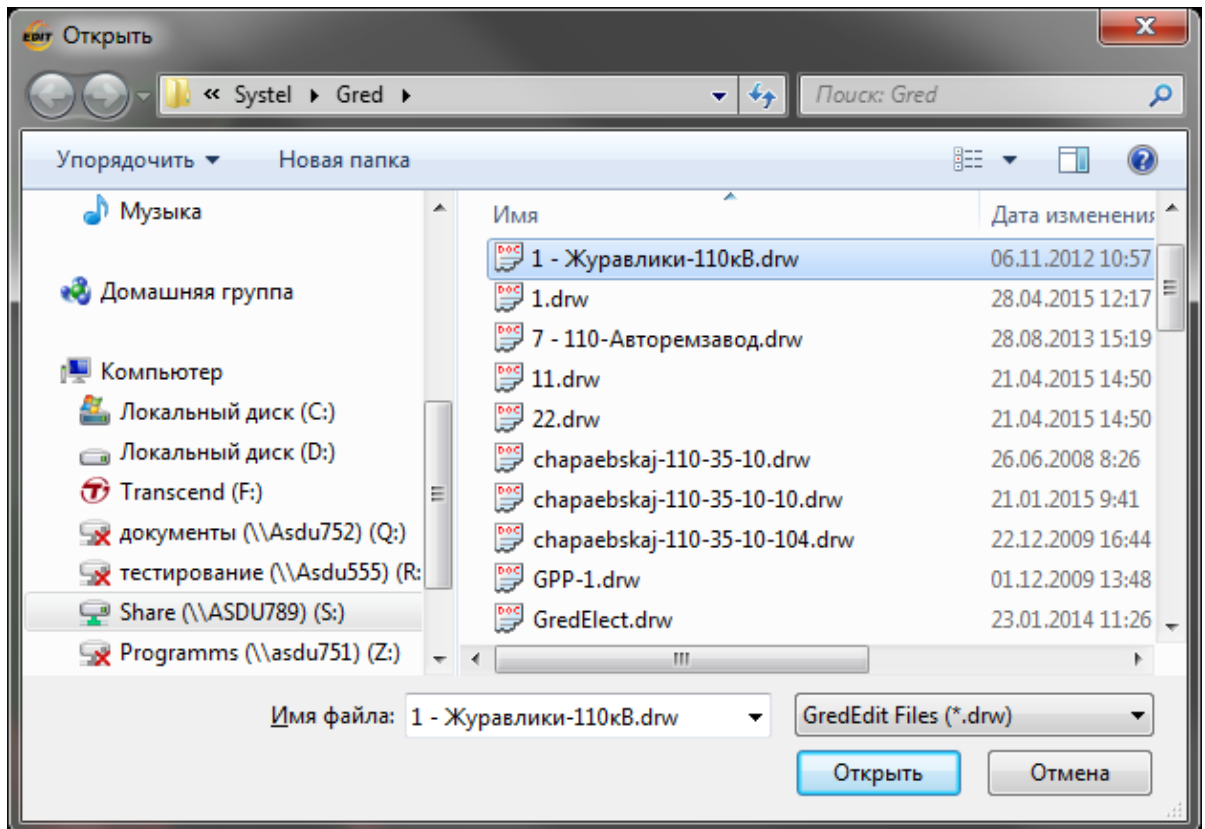 EDIT Открыть
« Systel Gred
Поиск: Gred
Упорядочить Новая папка
Музыка
Домашняя группа
Компьютер
Локальный диск (C:)
Локальный диск (D:)
Transcend (F:)
документы (\\Asdu752) (Q:)
тестирование (\\Asdu555) (R:
Share (\\ASDU789) (S:)
Programms (\\asdu751) (Z:)
Имя Дата изменения
1 - Журавлики-110кВ.drw 06.11.2012 10:57
1.drw 28.04.2015 12:17
7 - 110-Авторемзавод.drw 28.08.2013 15:19
11.drw 21.04.2015 14:50
22.drw 21.04.2015 14:50
chapaebskaj-110-35-10.drw 26.06.2008 8:26
chapaebskaj-110-35-10-10.drw 21.01.2015 9:41
chapaebskaj-110-35-10-104.drw 22.12.2009 16:44
GPP-1.drw 01.12.2009 13:48
GredElect.drw 23.01.2014 11:26
Имя файла: 1 - Журавлики-110кВ.drw GredEdit Files (*.drw)
Открыть Отмена